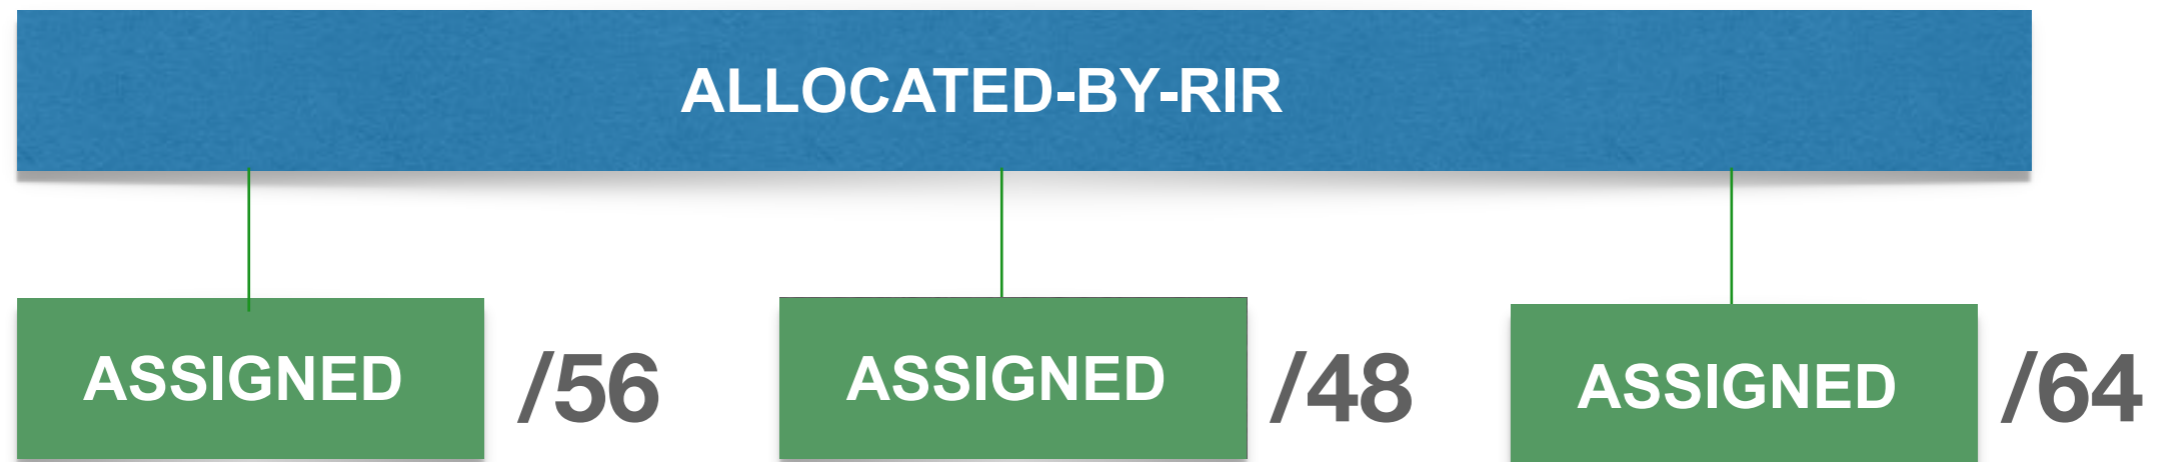 ALLOCATED-BY-RIR
ASSIGNED /56 ASSIGNED /48 ASSIGNED /64